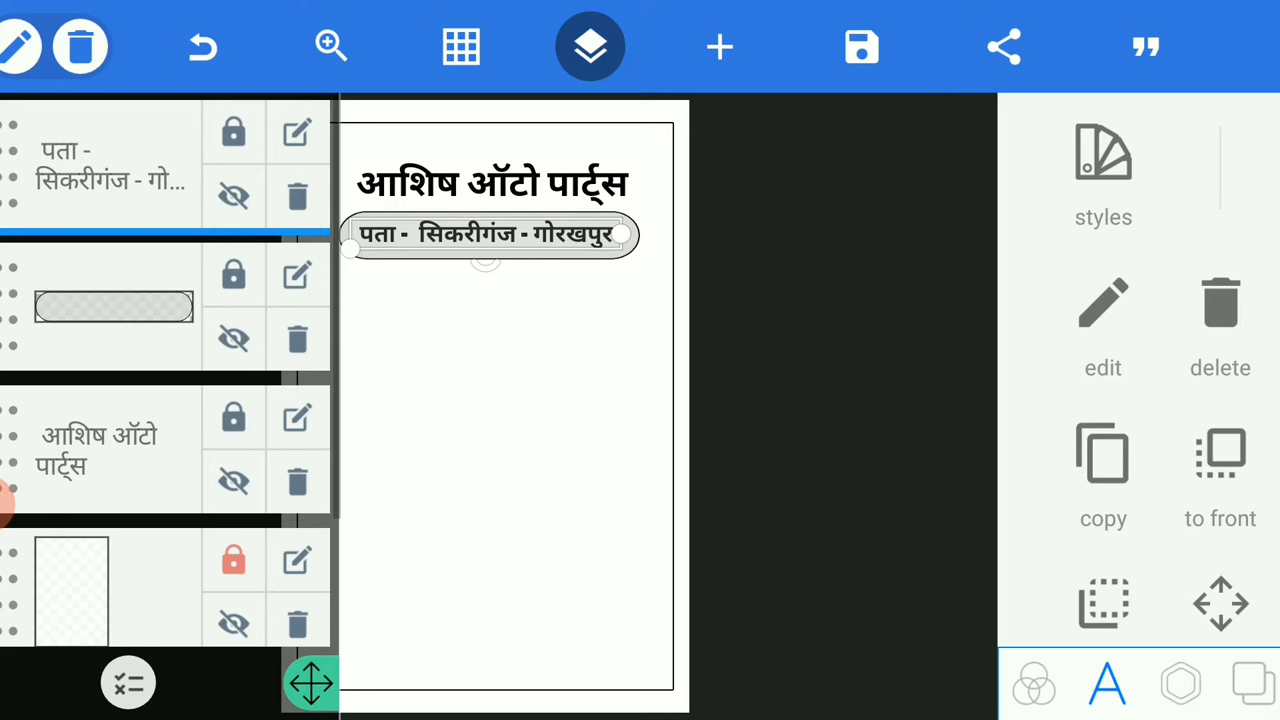 पता -
सिकरीगंज - गो...
आशिष ऑटो
पार्ट्स
आशिष ऑटो पार्ट्स
पता - सिकरीगंज - गोरखपुर
styles
edit
delete
copy
to front